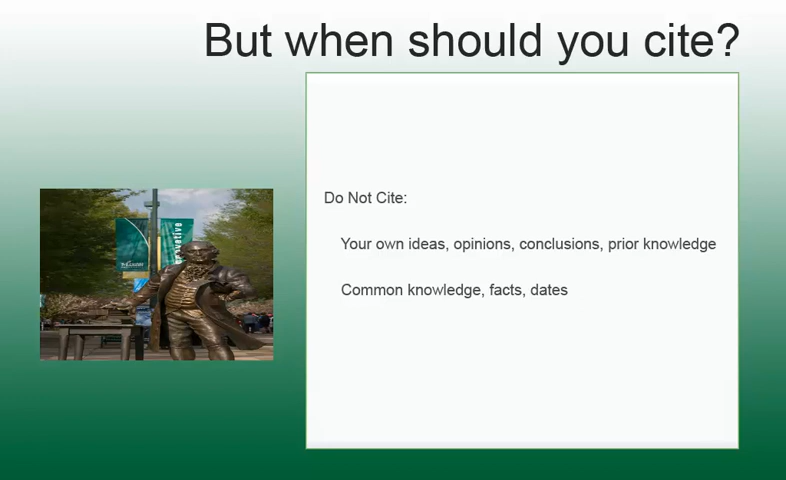 But when should you cite?
Do Not Cite:
Your own ideas, opinions, conclusions, prior knowledge
Common knowledge, facts, dates